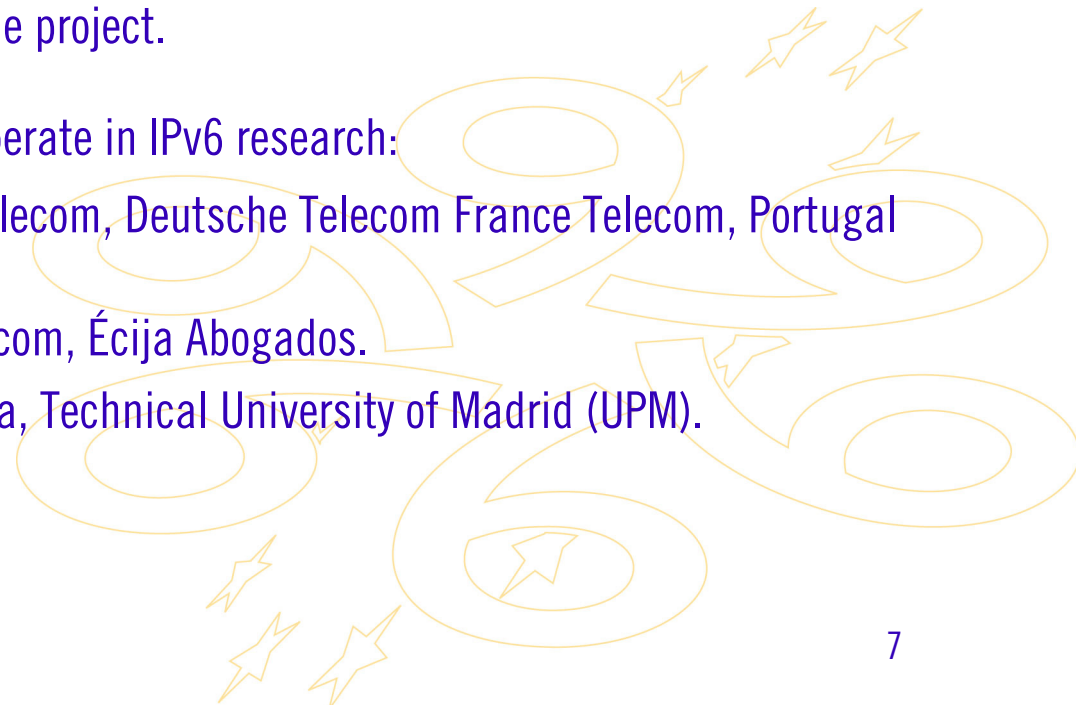 e project.
erate in IPv6 research:
lecom, Deutsche Telecom France Telecom, Portugal
com, Écija Abogados.
a, Technical University of Madrid (UPM).
7